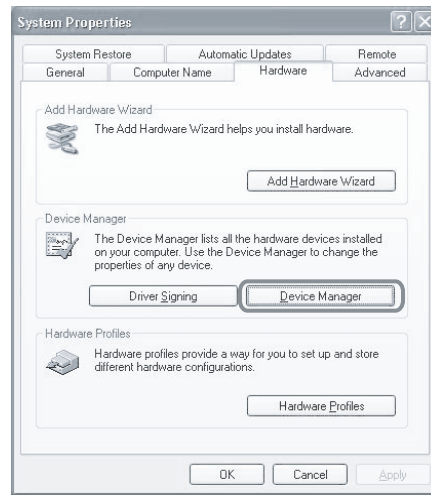 System Properties
System Restore Automatic Updates Remote
General Computer Name Hardware Advanced
Add Hardware Wizard
The Add Hardware Wizard helps you install hardware.
Add Hardware Wizard
Device Manager
The Device Manager lists all the hardware devices installed
on your computer. Use the Device Manager to change the
properties of any device.
Driver Signing Device Manager
Hardware Profiles
Hardware profiles provide a way for you to set up and store
different hardware configurations.
Hardware Profiles
OK Cancel Apply